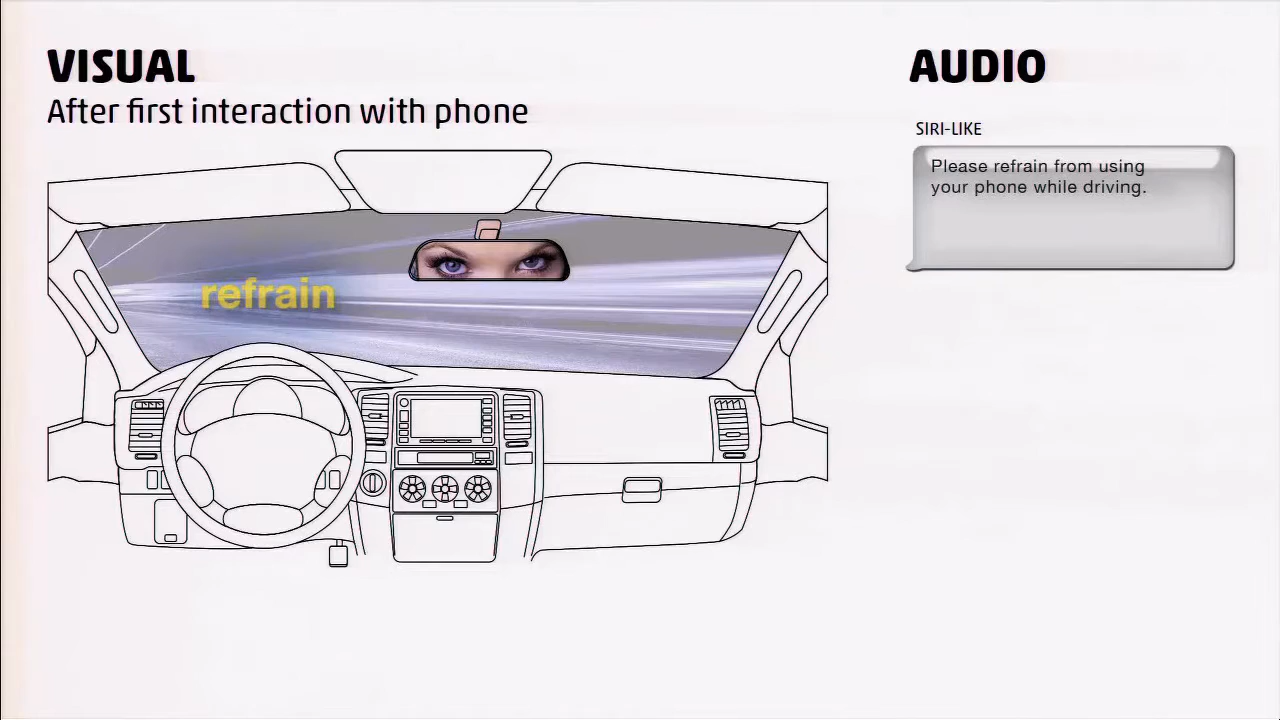 VISUAL
After first interaction with phone
refrain
AUDIO
SIRI-LIKE
Please refrain from using
your phone while driving.